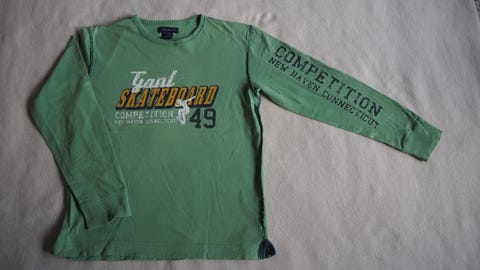 Gant
SKATEBOARD
COMPETITION
NEW HAVEN CONNECTICUT
49
COMPETITION
NEW HAVEN CONNECTICUT